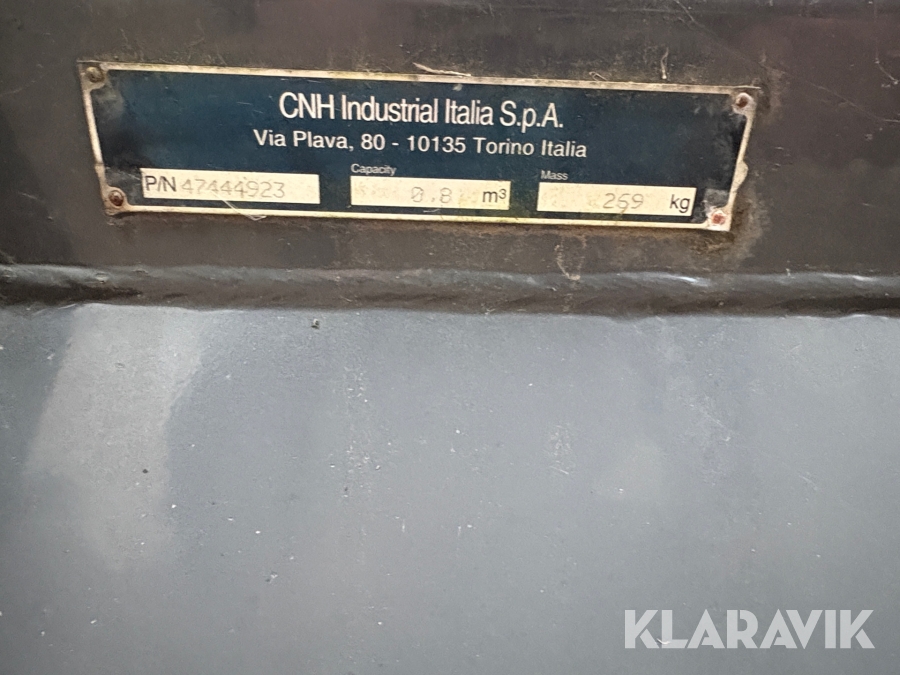 CNH Industrial Italia S.p.A.
Via Plava, 80 - 10135 Torino Italia
Capacity Mass
P/N 47444923 0.8 m³ 259 kg
KLARAVIK